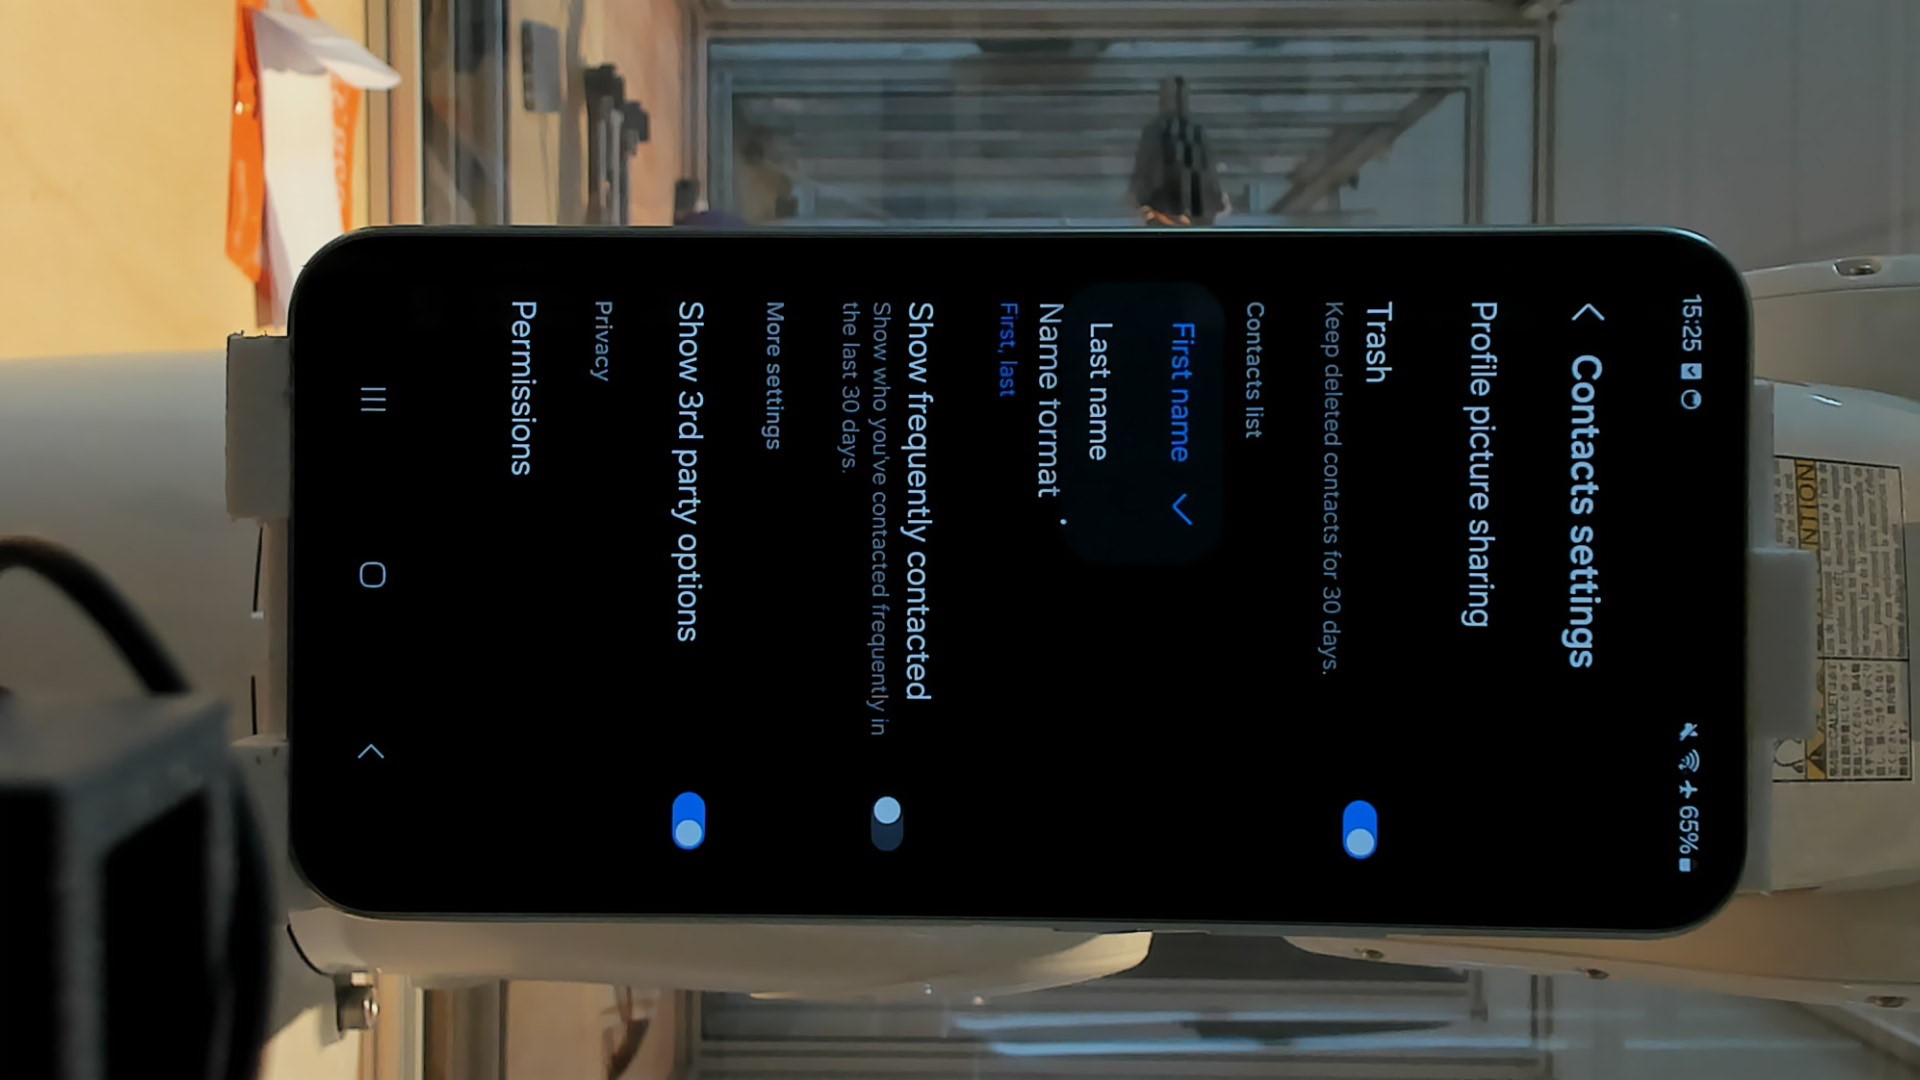 15:25
65%
Contacts settings
Profile picture sharing
Trash
Keep deleted contacts for 30 days.
Contacts list
First name
Last name
Name format
First, last
Show frequently contacted
Show who you've contacted frequently in
the last 30 days.
More settings
Show 3rd party options
Privacy
Permissions